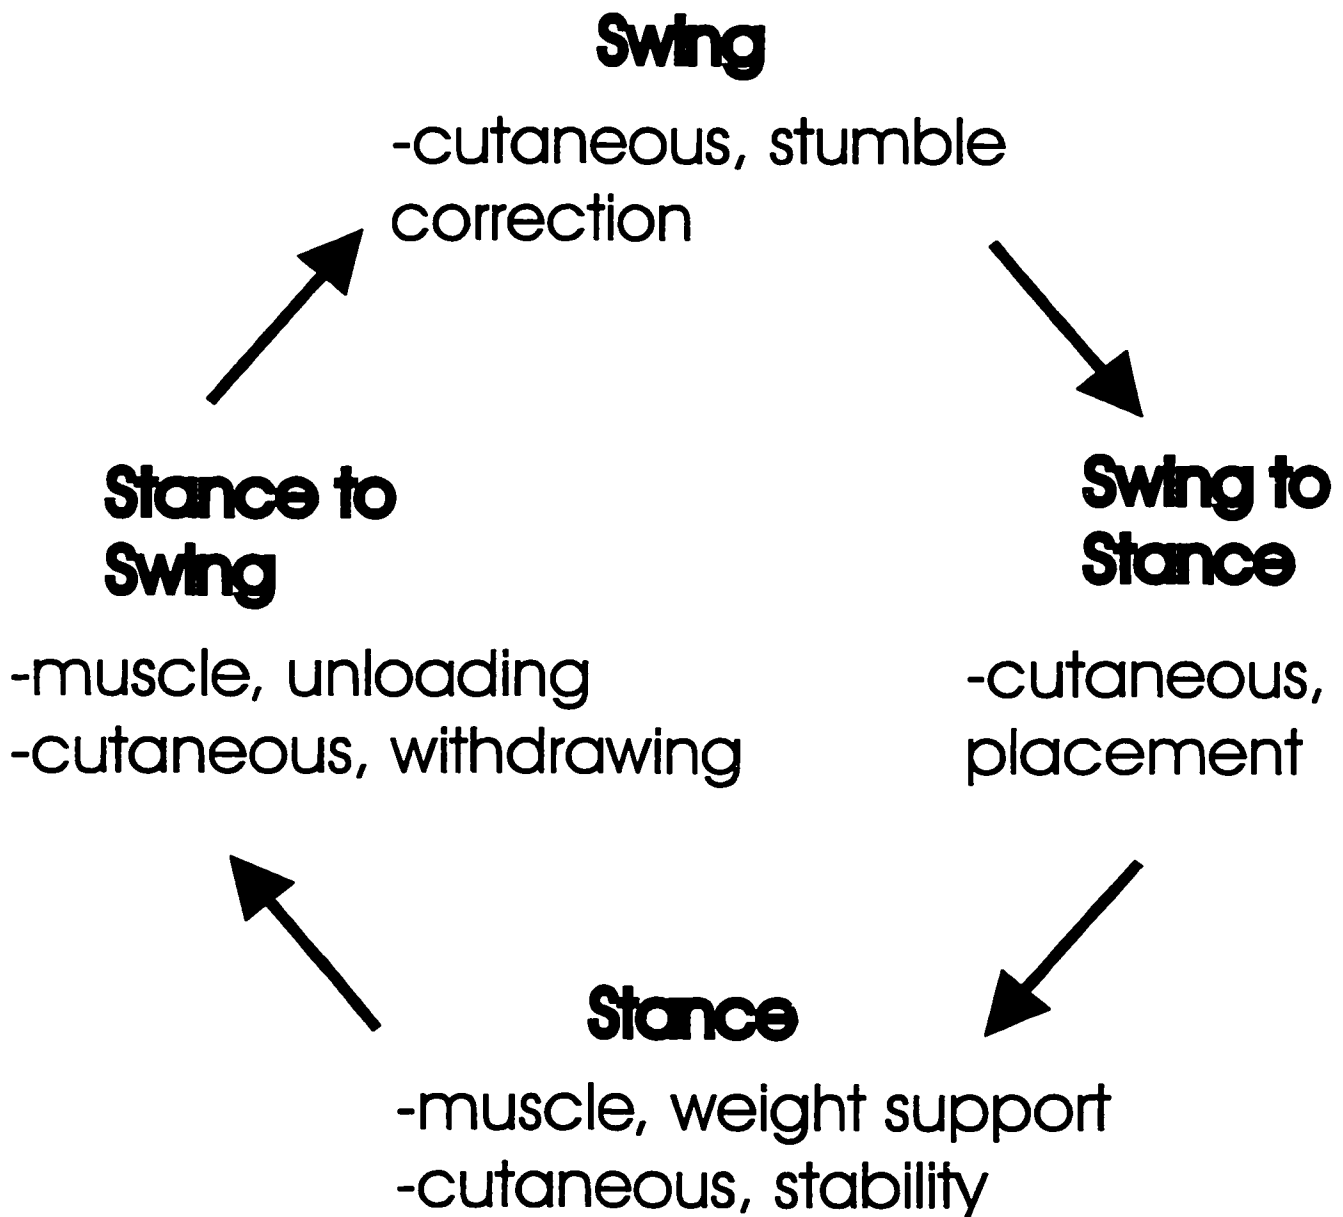 Swing
-cutaneous, stumble
correction
Stance to
Swing
-muscle, unloading
-cutaneous, withdrawing
Swing to
Stance
-cutaneous,
placement
Stance
-muscle, weight support
-cutaneous, stability